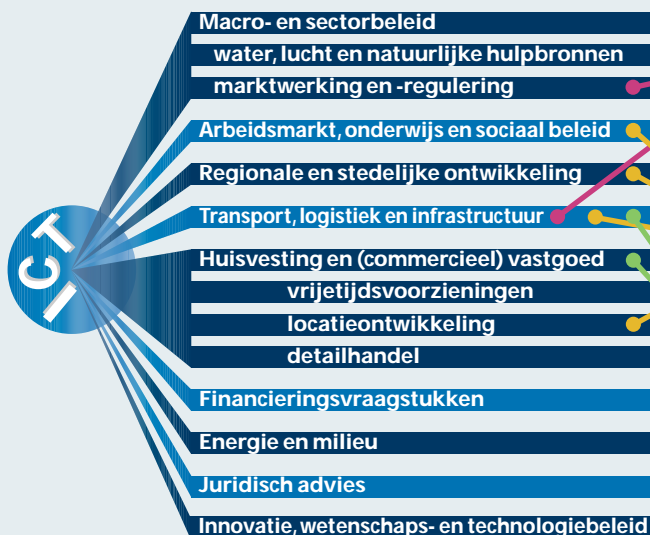 ICT
Macro- en sectorbeleid
water, lucht en natuurlijke hulpbronnen
marktwerking en -regulering
Arbeidsmarkt, onderwijs en sociaal beleid
Regionale en stedelijke ontwikkeling
Transport, logistiek en infrastructuur
Huisvesting en (commercieel) vastgoed
vrijetijdsvoorzieningen
locatieontwikkeling
detailhandel
Financieringsvraagstukken
Energie en milieu
Juridisch advies
Innovatie, wetenschaps- en technologiebeleid